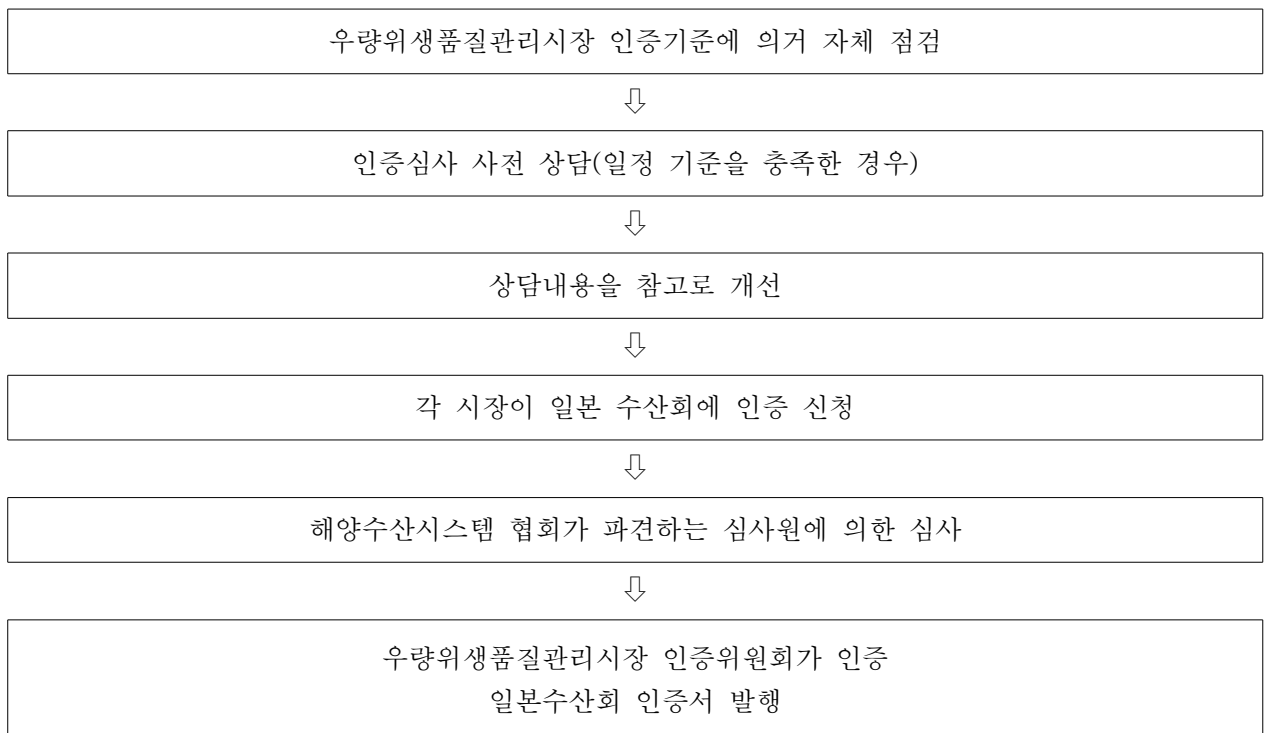 우량위생품질관리시장 인증기준에 의거 자체 점검
⇩
인증심사 사전 상담(일정 기준을 충족한 경우)
⇩
상담내용을 참고로 개선
⇩
각 시장이 일본 수산회에 인증 신청
⇩
해양수산시스템 협회가 파견하는 심사원에 의한 심사
⇩
우량위생품질관리시장 인증위원회가 인증
일본수산회 인증서 발행